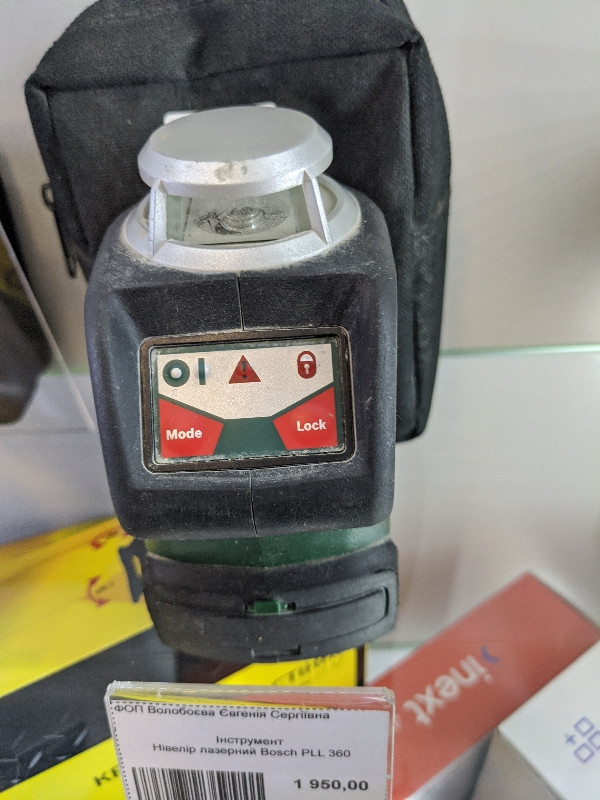 Mode
Lock
inext
ФОП Волобоєва Євгенія Сергіївна
Інструмент
Нівелір лазерний Bosch PLL 360
1 950,00